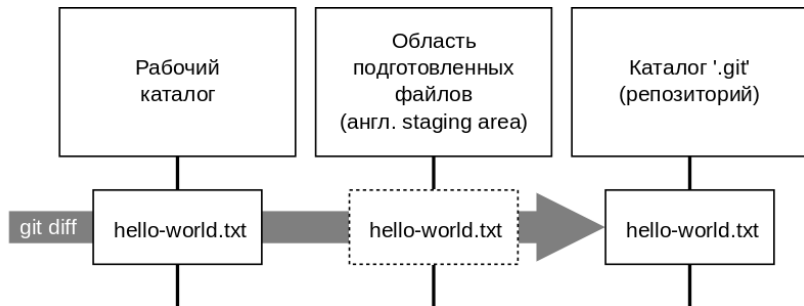 Рабочий
каталог
Область
подготовленных
файлов
(англ. staging area)
Каталог '.git'
(репозиторий)
git diff
hello-world.txt
hello-world.txt
hello-world.txt